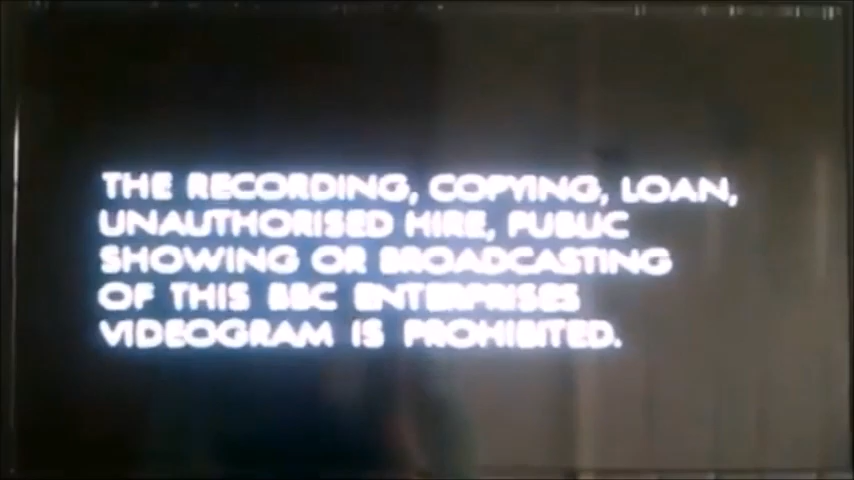 THE RECORDING, COPYING, LOAN,
UNAUTHORISED HIRE, PUBLIC
SHOWING OR BROADCASTING
OF THIS BBC ENTERPRISES
VIDEOGRAM IS PROHIBITED.